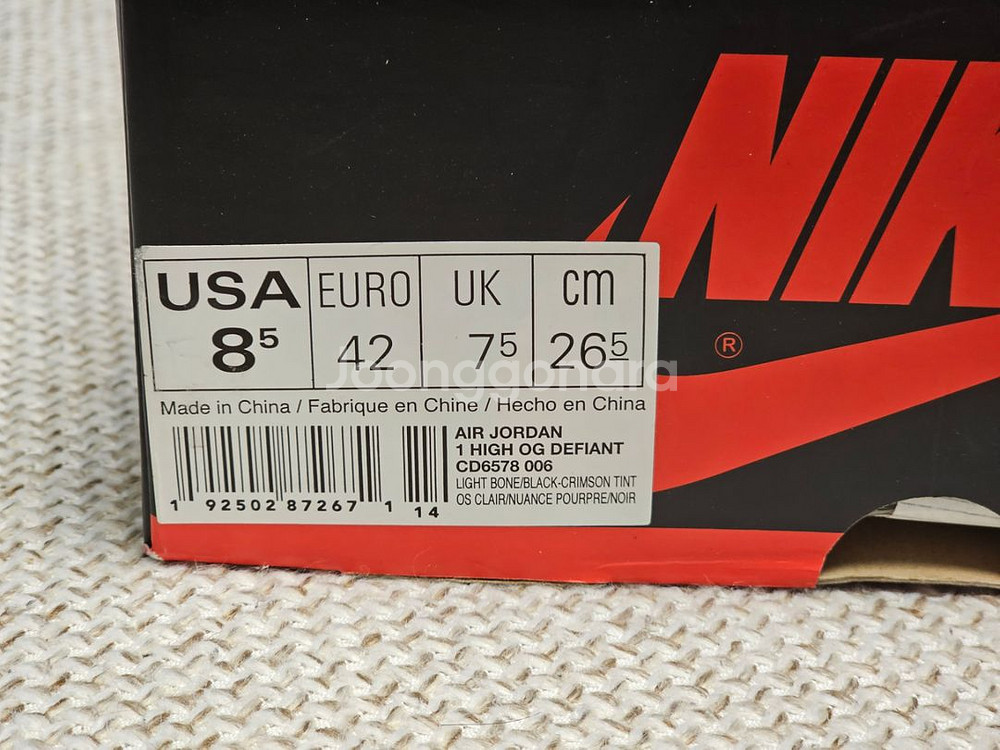 NIK
®
USA EURO UK cm
8⁵ 42 7⁵ 26⁵
Joonggonara
Made in China / Fabrique en Chine / Hecho en China
AIR JORDAN
1 HIGH OG DEFIANT
CD6578 006
LIGHT BONE/BLACK-CRIMSON TINT
OS CLAIR/NUANCE POURPRE/NOIR
1 92502 87267 1 14